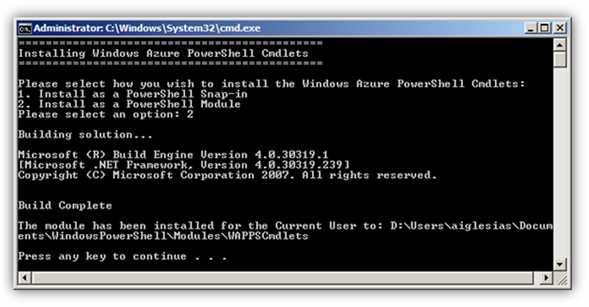 Administrator: C:\Windows\System32\cmd.exe
===========================================
Installing Windows Azure PowerShell Cmdlets
===========================================
Please select how you wish to install the Windows Azure PowerShell Cmdlets:
1. Install as a PowerShell Snap-in
2. Install as a PowerShell Module
Please select an option: 2
Building solution...
Microsoft (R) Build Engine Version 4.0.30319.1
[Microsoft .NET Framework, Version 4.0.30319.239]
Copyright (C) Microsoft Corporation 2007. All rights reserved.
Build Complete
The module has been installed for the Current User to: D:\Users\aiglesias\Docum
ents\WindowsPowerShell\Modules\WAPPSCmdlets
Press any key to continue . . .